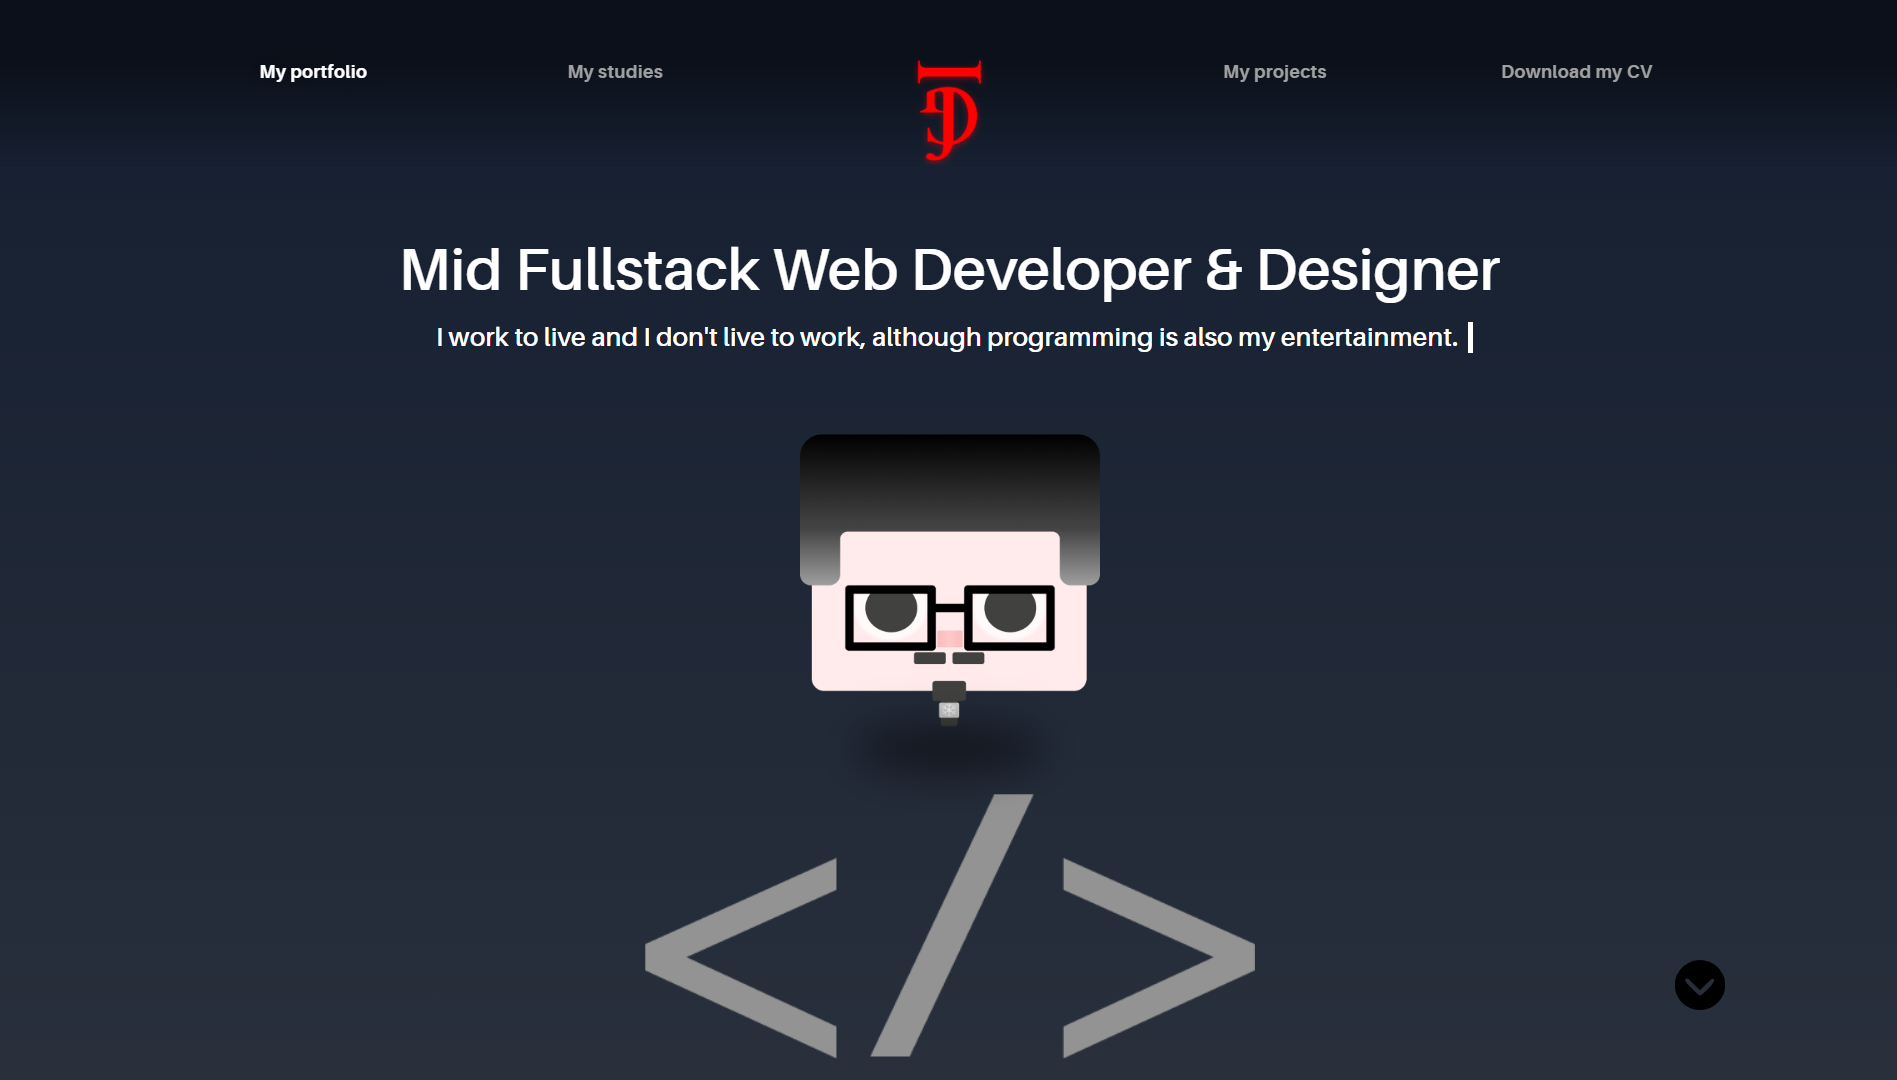 My portfolio
My studies
My projects
Download my CV
Mid Fullstack Web Developer & Designer
I work to live and I don't live to work, although programming is also my entertainment.
</>